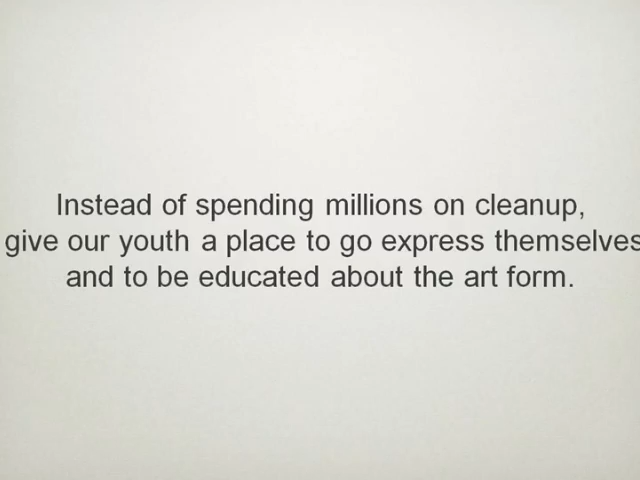 Instead of spending millions on cleanup,
give our youth a place to go express themselves
and to be educated about the art form.